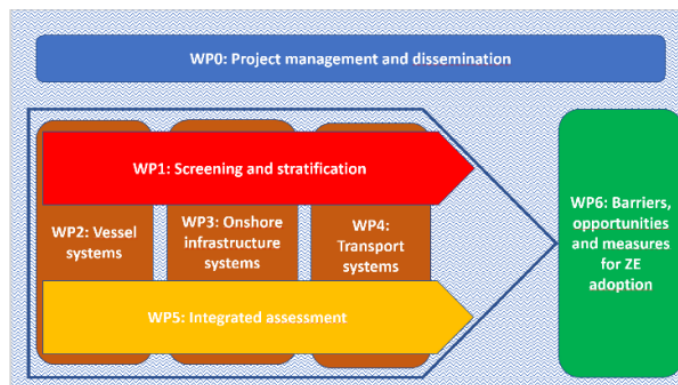 WP0: Project management and dissemination
WP1: Screening and stratification
WP2: Vessel
systems
WP3: Onshore
infrastructure
systems
WP4:
Transport
systems
WP5: Integrated assessment
WP6: Barriers,
opportunities
and measures
for ZE
adoption